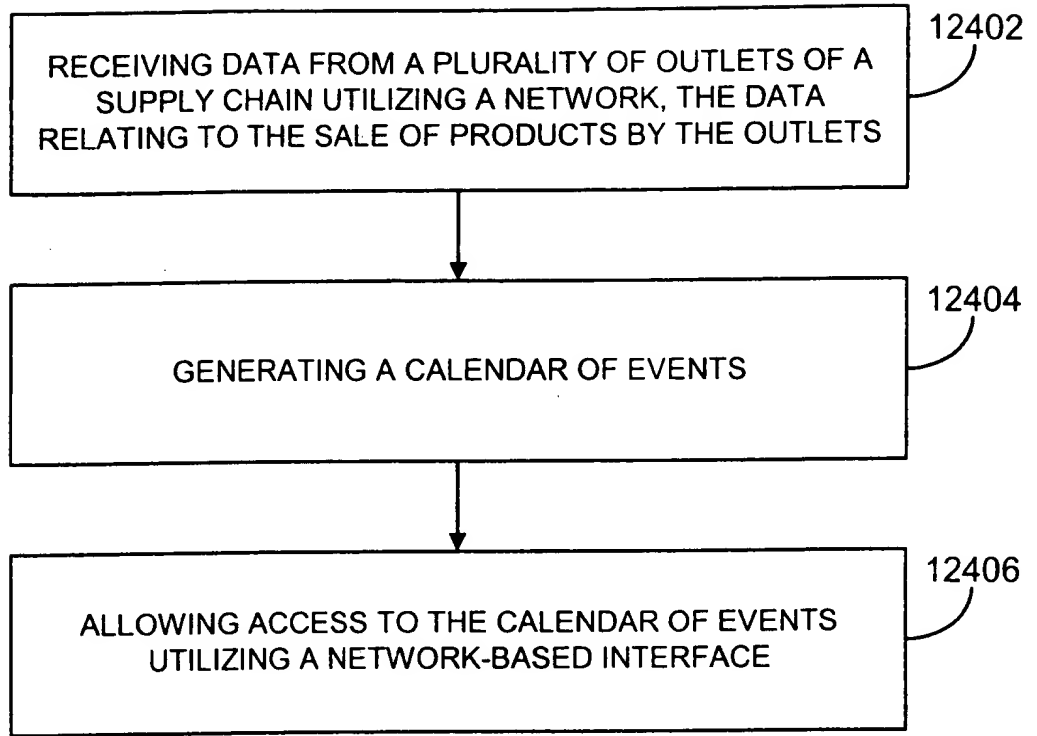 12402
RECEIVING DATA FROM A PLURALITY OF OUTLETS OF A
SUPPLY CHAIN UTILIZING A NETWORK, THE DATA
RELATING TO THE SALE OF PRODUCTS BY THE OUTLETS
12404
GENERATING A CALENDAR OF EVENTS
12406
ALLOWING ACCESS TO THE CALENDAR OF EVENTS
UTILIZING A NETWORK-BASED INTERFACE